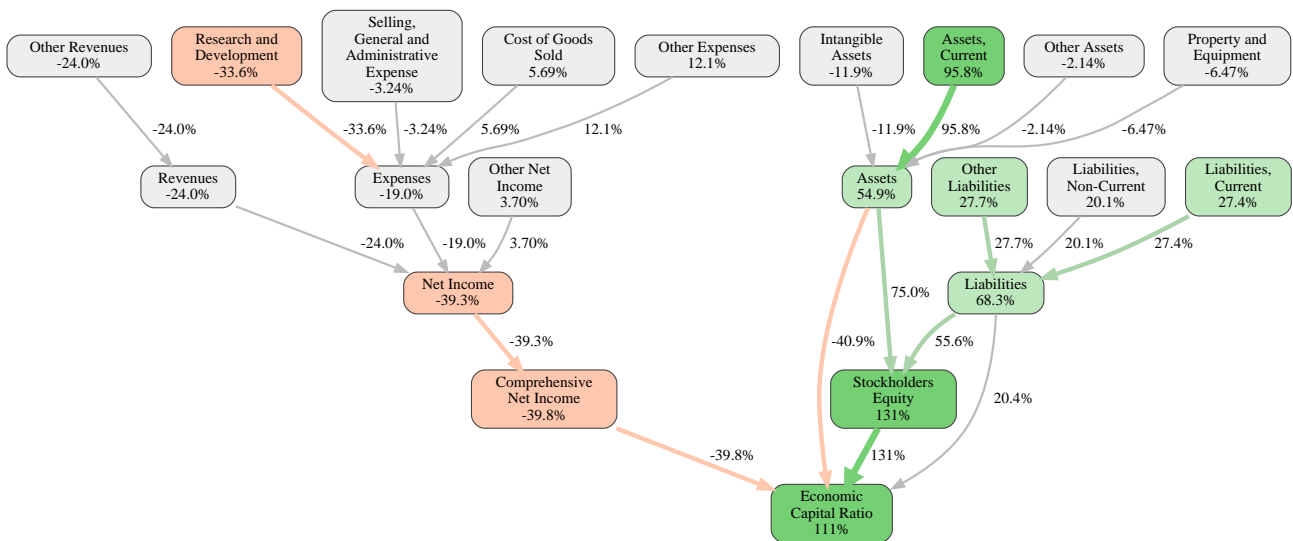 Other Revenues
-24.0%
Research and
Development
-33.6%
Selling,
General and
Administrative
Expense
-3.24%
Cost of Goods
Sold
5.69%
Other Expenses
12.1%
Intangible
Assets
-11.9%
Assets,
Current
95.8%
Other Assets
-2.14%
Property and
Equipment
-6.47%
-24.0%
-33.6%
-3.24%
5.69%
12.1%
-11.9%
95.8%
-2.14%
-6.47%
Revenues
-24.0%
Expenses
-19.0%
Other Net
Income
3.70%
Assets
54.9%
Other
Liabilities
27.7%
Liabilities,
Non-Current
20.1%
Liabilities,
Current
27.4%
-24.0%
-19.0%
3.70%
27.7%
20.1%
27.4%
Net Income
-39.3%
75.0%
Liabilities
68.3%
-39.3%
-40.9%
55.6%
Comprehensive
Net Income
-39.8%
Stockholders
Equity
131%
20.4%
-39.8%
131%
Economic
Capital Ratio
111%